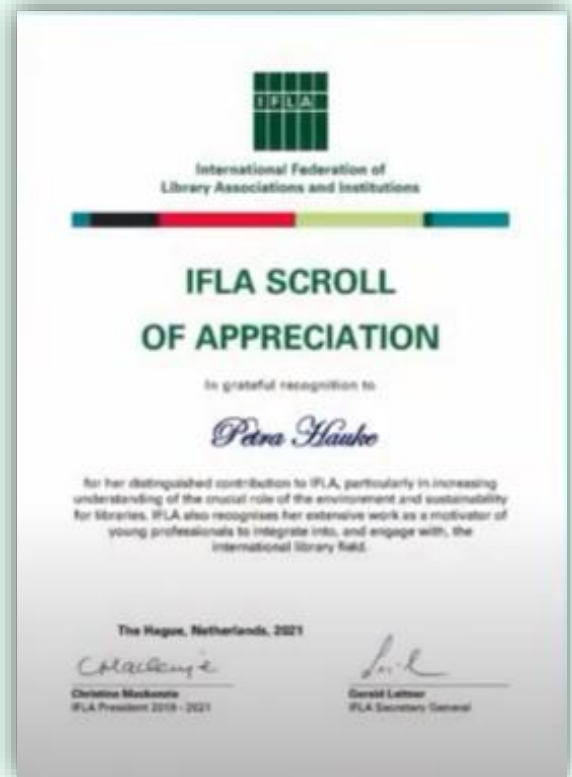 IFLA
International Federation of
Library Associations and Institutions
IFLA SCROLL
OF APPRECIATION
In grateful recognition to
Petra Hauke
for her distinguished contribution to IFLA, particularly in increasing
understanding of the crucial role of the environment and sustainability
for libraries. IFLA also recognises her extensive work as a motivator of
young professionals to integrate into, and engage with, the
international library field.
The Hague, Netherlands, 2021
CMackenzie
Christine Mackenzie
Gerald Leitner
IFLA President 2019 - 2021
IFLA Secretary General